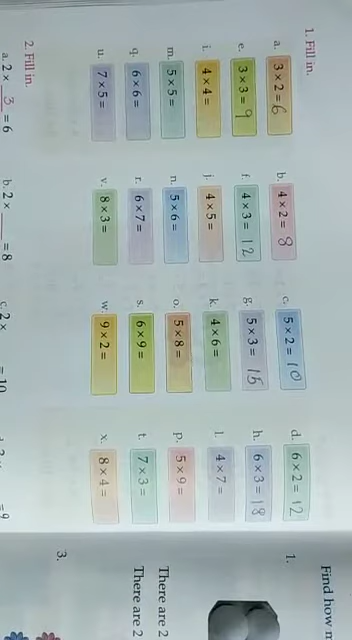 1. Fill in.
a. 3 × 2 = 6 b. 4 × 2 = 8 c. 5 × 2 = 10 d. 6 × 2 = 12
e. 3 × 3 = 9 f. 4 × 3 = 12 g. 5 × 3 = 15 h. 6 × 3 = 18
i. 4 × 4 = j. 4 × 5 = k. 4 × 6 = l. 4 × 7 =
m. 5 × 5 = n. 5 × 6 = o. 5 × 8 = p. 5 × 9 =
q. 6 × 6 = r. 6 × 7 = s. 6 × 9 = t. 7 × 3 =
u. 7 × 5 = v. 8 × 3 = w. 9 × 2 = x. 8 × 4 =
2. Fill in.
a. 2 × 3 = 6 b. 2 × ___ = 8 c. 2 × = 10 = 9
Find how
1.
There are 2
There are 2
3.